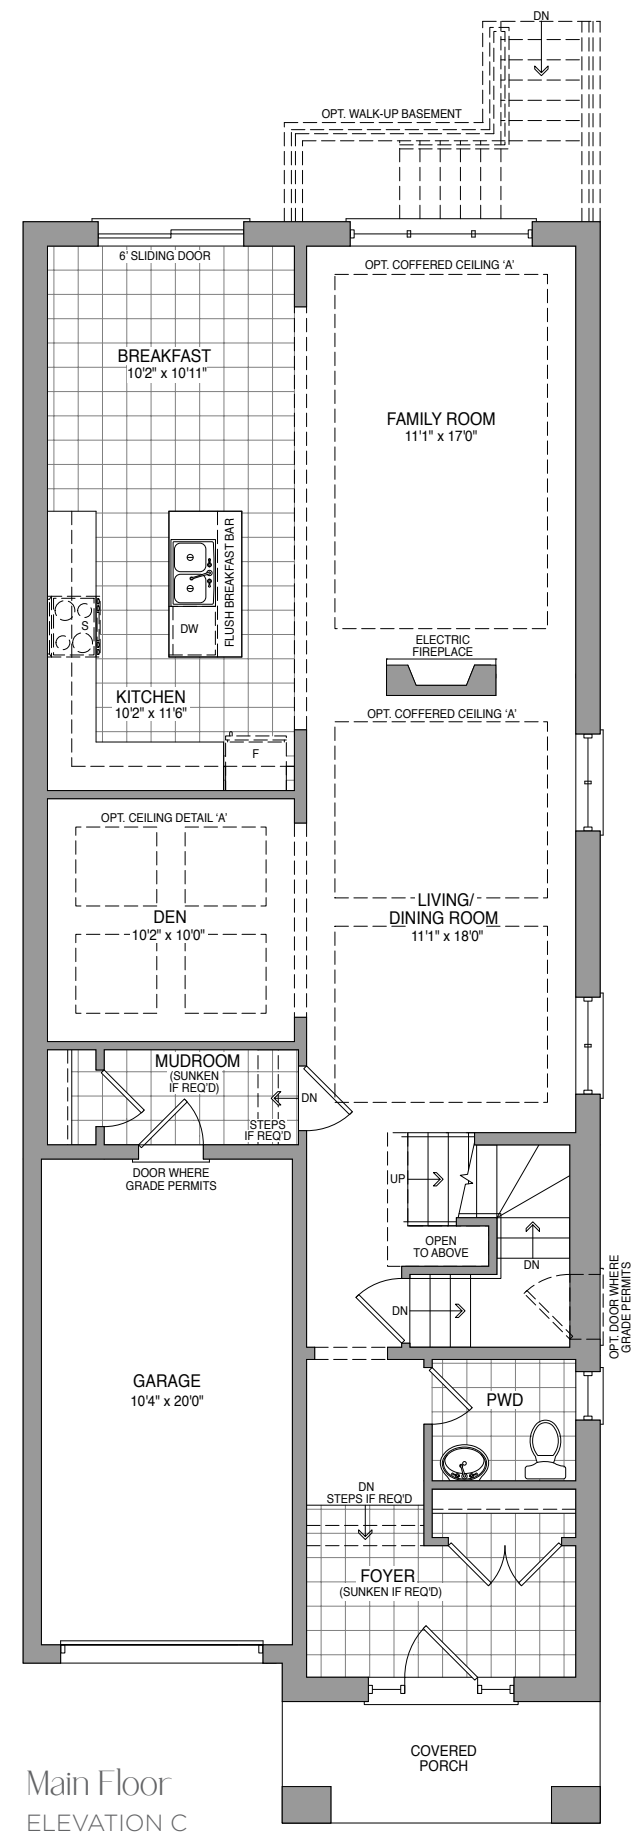 DN
OPT. WALK-UP BASEMENT
6' SLIDING DOOR
OPT. COFFERED CEILING 'A'
BREAKFAST
10'2" x 10'11"
FAMILY ROOM
11'1" x 17'0"
FLUSH BREAKFAST BAR
S
DW
ELECTRIC
FIREPLACE
KITCHEN
10'2" x 11'6"
OPT. COFFERED CEILING 'A'
F
OPT. CEILING DETAIL 'A'
LIVING/
DINING ROOM
11'1" x 18'0"
DEN
10'2" x 10'0"
MUDROOM
(SUNKEN
IF REQ'D)
DN
STEPS
IF REQ'D
DOOR WHERE
GRADE PERMITS
UP
OPEN
TO ABOVE
DN
DN
OPT. DOOR WHERE
GRADE PERMITS
GARAGE
10'4" x 20'0"
PWD
DN
STEPS IF REQ'D
FOYER
(SUNKEN IF REQ'D)
COVERED
PORCH
Main Floor
ELEVATION C